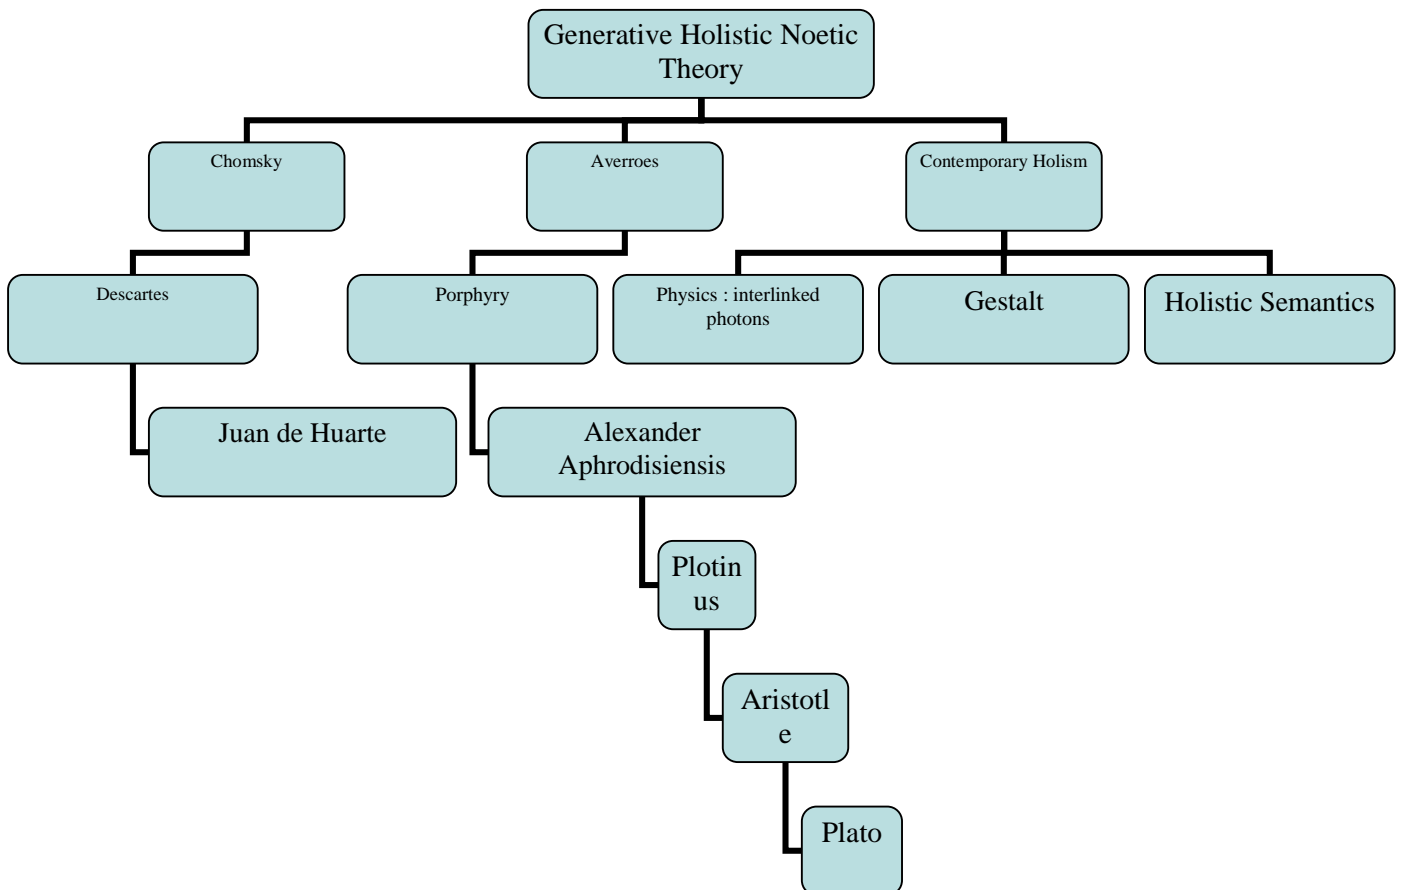 Generative Holistic Noetic
Theory
Chomsky
Averroes
Contemporary Holism
Descartes
Porphyry
Physics : interlinked
photons
Gestalt
Holistic Semantics
Juan de Huarte
Alexander
Aphrodisiensis
Plotin
us
Aristotl
e
Plato